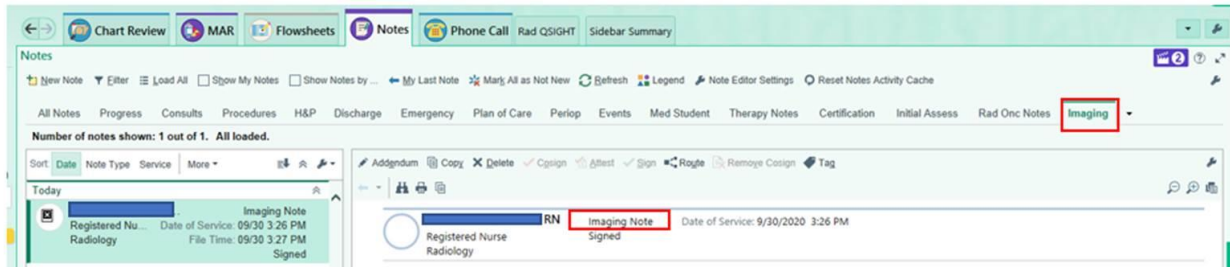 Chart Review MAR Flowsheets Notes Phone Call Rad QSIGHT Sidebar Summary
Notes
2
New Note Filter Load All Show My Notes Show Notes by ... My Last Note Mark All as Not New Refresh Legend Note Editor Settings Reset Notes Activity Cache
All Notes Progress Consults Procedures H&P Discharge Emergency Plan of Care Periop Events Med Student Therapy Notes Certification Initial Assess Rad Onc Notes Imaging
Number of notes shown: 1 out of 1. All loaded.
Sort: Date Note Type Service More
Addendum Copy Delete Cosign Attest Sign Route Remove Cosign Tag
Today
Imaging Note
Registered Nu... Date of Service: 09/30 3:26 PM
Radiology File Time: 09/30 3:27 PM
Signed
RN Imaging Note Date of Service: 9/30/2020 3:26 PM
Registered Nurse Signed
Radiology